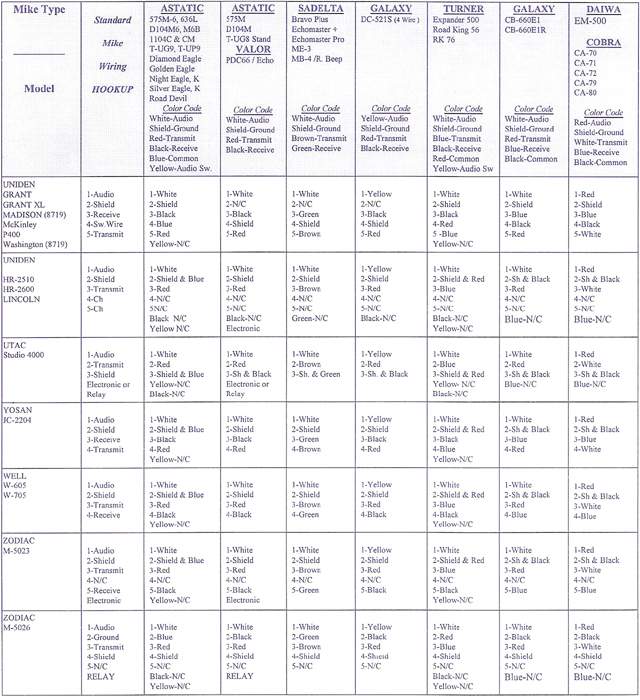 Mike Type
Model
Standard
Mike
Wiring
HOOKUP
ASTATIC
575M-6, 636L
D104M6, M6B
1104C & CM
T-UG9, T-UP9
Diamond Eagle
Golden Eagle
Night Eagle, K
Silver Eagle, K
Road Devil
Color Code
White-Audio
Shield-Ground
Red-Transmit
Black-Receive
Blue-Common
Yellow-Audio Sw.
ASTATIC
575M
D104M
T-UG8 Stand
VALOR
PDC66 / Echo
Color Code
White-Audio
Shield-Ground
Red-Transmit
Black-Receive
SADELTA
Bravo Plus
Echomaster +
Echomaster Pro
ME-3
MB-4 /R. Beep
Color Code
White-Audio
Shield-Ground
Brown-Transmit
Green-Receive
GALAXY
DC-521S (4 Wire )
Color Code
Yellow-Audio
Shield-Ground
Red-Transmit
Black-Receive
TURNER
Expander 500
Road King 56
RK 76
Color Code
White-Audio
Shield-Ground
Blue-Transmit
Black-Receive
Red-Common
Yellow-Audio Sw
GALAXY
CB-660E1
CB-660E1R
Color Code
White-Audio
Shield-Ground
Red-Transmit
Blue-Receive
Black-Common
DAIWA
EM-500
COBRA
CA-70
CA-71
CA-72
CA-79
CA-80
Color Code
Red-Audio
Shield-Ground
White-Transmit
Blue-Receive
Black-Common
UNIDEN
GRANT
GRANT XL
MADISON (8719)
McKinley
P400
Washington (8719)
1-Audio
2-Shield
3-Receive
4-Sw.Wire
5-Transmit
1-White
2-Shield
3-Black
4-Blue
5-Red
Yellow-N/C
1-White
2-N/C
3-Black
4-Shield
5-Red
1-White
2-N/C
3-Green
4-Shield
5-Brown
1-Yellow
2-N/C
3-Black
4-Shield
5-Red
1-White
2-Shield
3-Black
4-Red
5 -Blue
Yellow-N/C
1-White
2-Shield
3-Blue
4-Black
5-Red
1-Red
2-Shield
3-Blue
4-Black
5-White
UNIDEN
HR-2510
HR-2600
LINCOLN
1-Audio
2-Shield
3-Transmit
4-Ch
5-Ch
1-White
2-Shield & Blue
3-Red
4-N/C
5N/C
Black N/C
Yellow N/C
1-White
2-Shield
3-Red
4-N/C
5-N/C
Black-N/C
Electronic
1-White
2-Shield
3-Brown
4-N/C
5-N/C
Green-N/C
1-Yellow
2-Shield
3-Red
4-N/C
5-N/C
Black-N/C
1-White
2-Shield & Red
3-Blue
4-N/C
5-N/C
Black-N/C
Yellow-N/C
1-White
2-Sh & Black
3-Red
4-N/C
5-N/C
Blue-N/C
1-Red
2-Sh & Black
3-White
4-N/C
5-N/C
Blue-N/C
UTAC
Studio 4000
1-Audio
2-Transmit
3-Shield
Electronic or
Relay
1-White
2-Red
3-Shield & Blue
Yellow-N/C
Black-N/C
1-White
2-Red
3-Sh & Black
Electronic or
Relay
1-White
2-Brown
3-Sh. & Green
1-Yellow
2-Red
3-Sh. & Black
1-White
2-Blue
3-Shield & Red
Yellow- N/C
Black-N/C
1-White
2-Red
3-Sh & Black
Blue-N/C
1-Red
2-White
3-Sh & Black
Blue-N/C
YOSAN
JC-2204
1-Audio
2-Shield
3-Receive
4-Transmit
1-White
2-Shield & Blue
3-Black
4-Red
Yellow-N/C
1-White
2-Shield
3-Black
4-Red
1-White
2-Shield
3-Green
4-Brown
1-Yellow
2-Shield
3-Black
4-Red
1-White
2-Shield & Red
3-Black
4-Blue
Yellow-N/C
1-White
2-Sh & Black
3-Blue
4-Red
1-Red
2-Sh & Black
3-Blue
4-White
WELL
W-605
W-705
1-Audio
2-Shield
3-Transmit
4-Receive
1-White
2-Shield & Blue
3-Red
4-Black
Yellow-N/C
1-White
2-Shield
3-Red
4-Black
1-White
2-Shield
3-Brown
4-Green
1-Yellow
2-Shield
3-Red
4-Black
1-White
2-Shield & Red
3-Blue
4-Black
Yellow-N/C
1-White
2-Sh & Black
3-Red
4-Blue
1-Red
2-Sh & Black
3-White
4-Blue
ZODIAC
M-5023
1-Audio
2-Shield
3-Transmit
4-N/C
5-Receive
Electronic
1-White
2-Shield & Blue
3-Red
4-N/C
5-Black
Yellow-N/C
1-White
2-Shield
3-Red
4-N/C
5-Black
Electronic
1-White
2-Shield
3-Brown
4-N/C
5-Green
1-Yellow
2-Shield
3-Red
4-N/C
5-Black
1-White
2-Shield & Red
3-Blue
4-N/C
5-Black
Yellow-N/C
1-White
2-Sh & Black
3-Red
4-N/C
5-Blue
1-Red
2-Sh & Black
3-White
4-N/C
5-Blue
ZODIAC
M-5026
1-Audio
2-Ground
3-Transmit
4-Shield
5-N/C
RELAY
1-White
2-Blue
3-Red
4-Shield
5-N/C
Black-N/C
Yellow-N/C
1-White
2-Black
3-Red
4-Shield
5-N/C
RELAY
1-White
2-Green
3-Brown
4-Shield
5-N/C
1-Yellow
2-Black
3-Red
4-Shield
5-N/C
1-White
2-Red
3-Blue
4-Shield
5-N/C
Black-N/C
Yellow-N/C
1-White
2-Black
3-Red
4-Shield
5-N/C
Blue-N/C
1-Red
2-Black
3-White
4-Shield
5-N/C
Blue-N/C